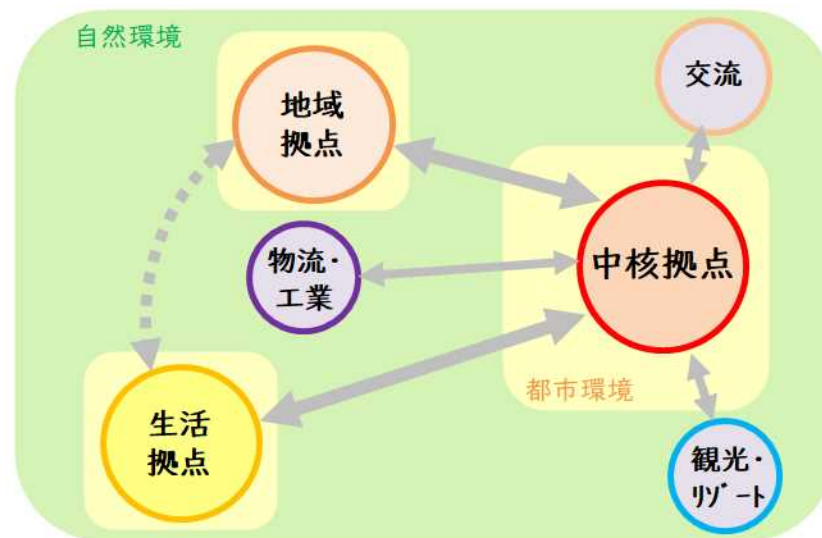 自然環境
地域
拠点
交流
物流・
工業
中核拠点
都市環境
生活
拠点
観光・
ﾘｿﾞｰﾄ